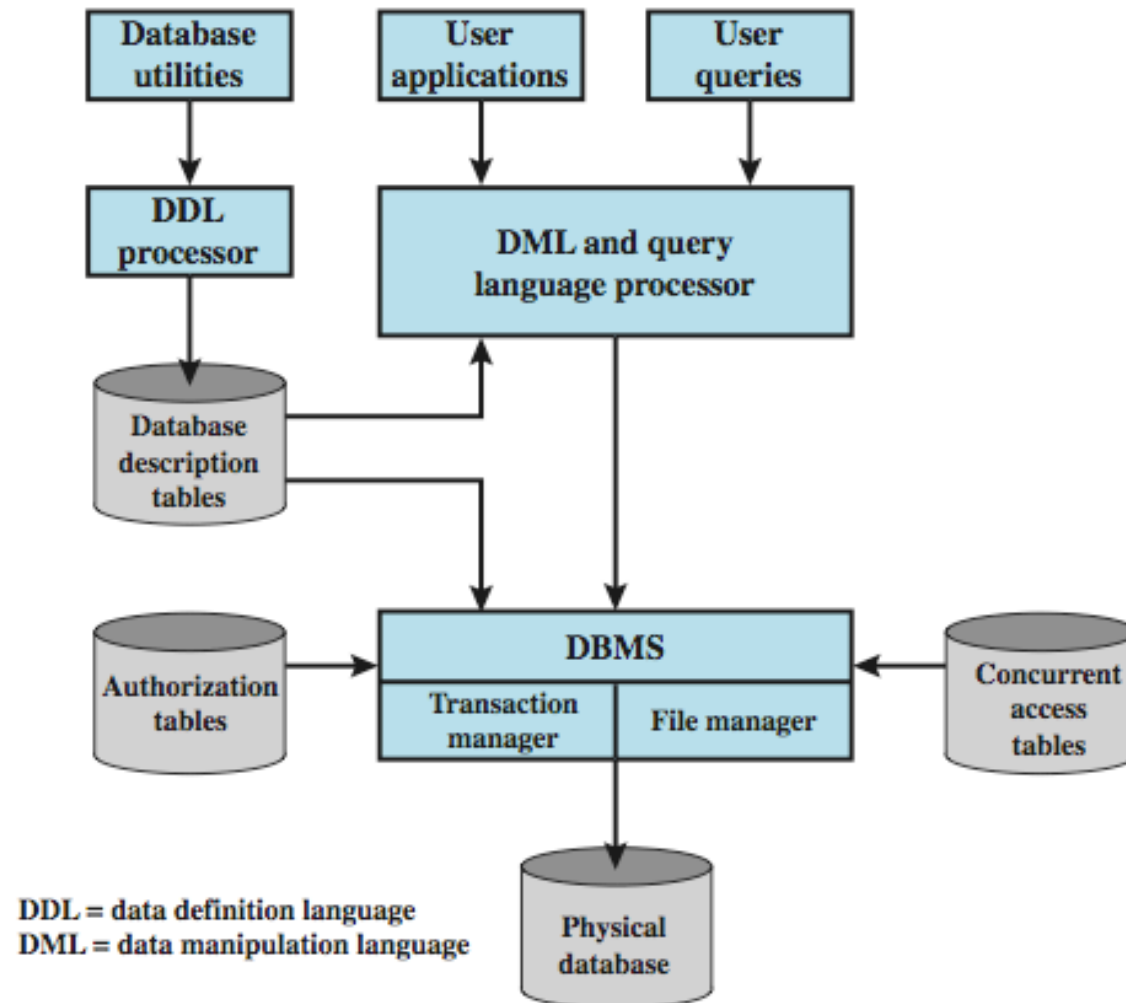 Database
utilities
User
applications
User
queries
DDL
processor
DML and query
language processor
Database
description
tables
DBMS
Authorization
tables
Transaction
manager
File manager
Concurrent
access
tables
DDL = data definition language
DML = data manipulation language
Physical
database